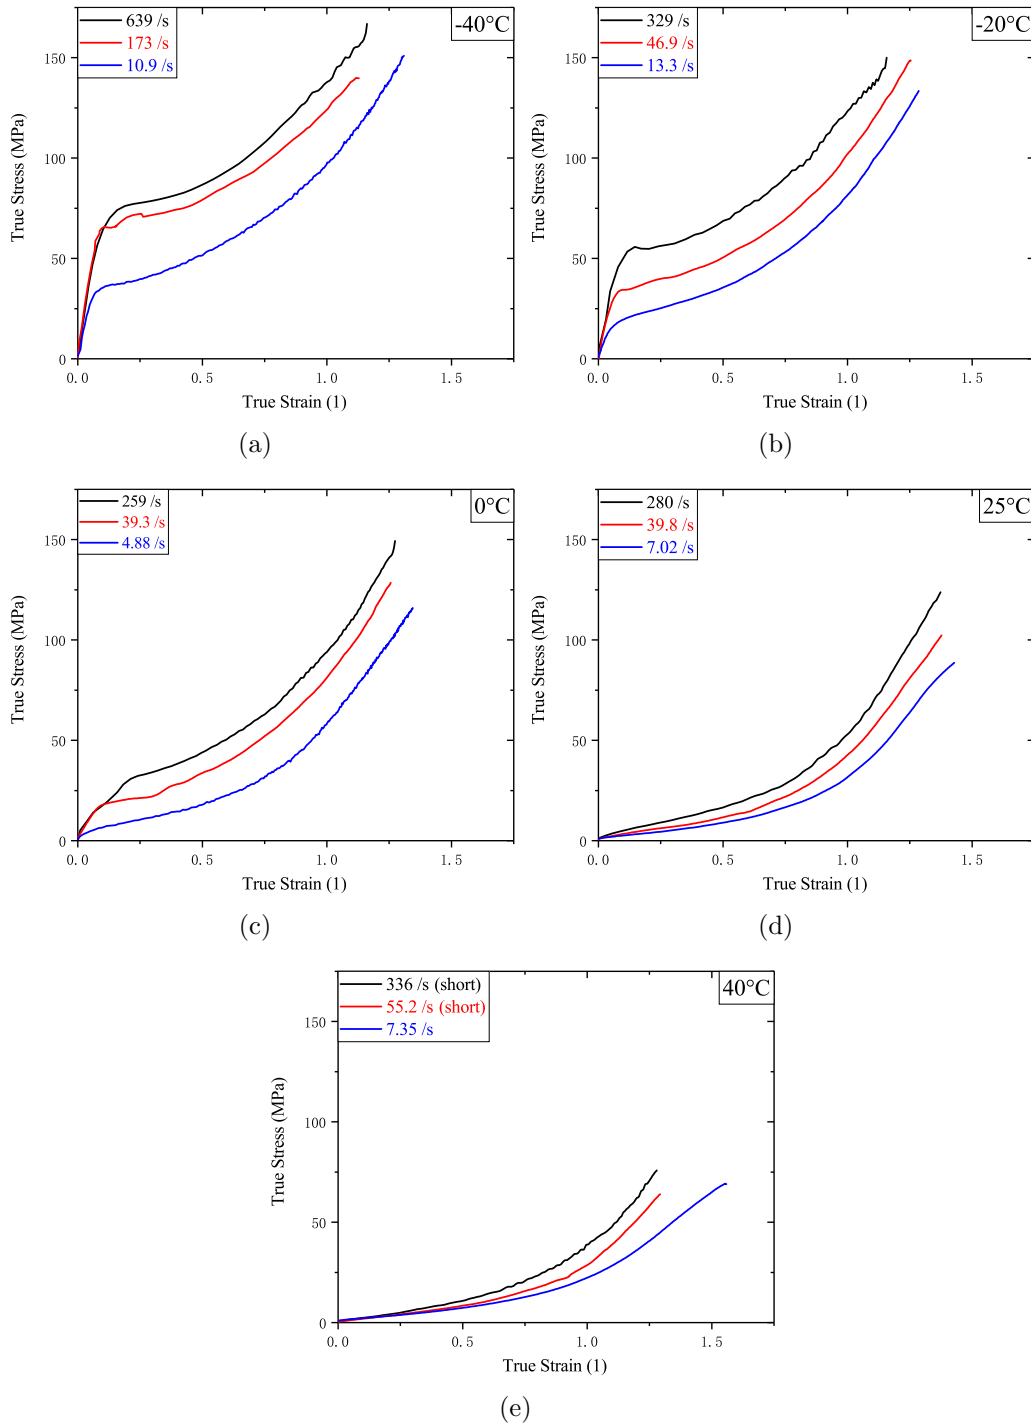 639 /s
173 /s
10.9 /s
-40°C
150
100
50
0
0.0 0.5 1.0 1.5
True Stress (MPa)
True Strain (1)
(a)
329 /s
46.9 /s
13.3 /s
-20°C
150
100
50
0
0.0 0.5 1.0 1.5
True Stress (MPa)
True Strain (1)
(b)
259 /s
39.3 /s
4.88 /s
0°C
150
100
50
0
0.0 0.5 1.0 1.5
True Stress (MPa)
True Strain (1)
(c)
280 /s
39.8 /s
7.02 /s
25°C
150
100
50
0
0.0 0.5 1.0 1.5
True Stress (MPa)
True Strain (1)
(d)
336 /s (short)
55.2 /s (short)
7.35 /s
40°C
150
100
50
0
0.0 0.5 1.0 1.5
True Stress (MPa)
True Strain (1)
(e)